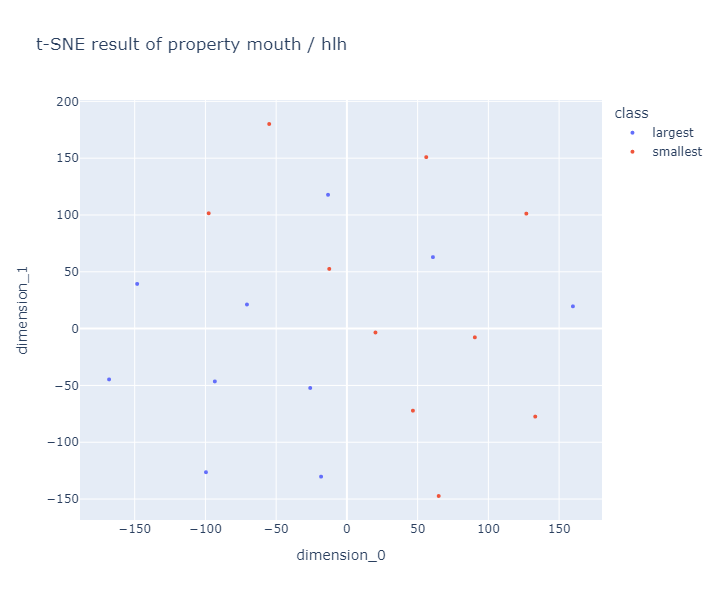 t-SNE result of property mouth / hlh
class
largest
smallest
200
150
100
50
0
−50
−100
−150
dimension_1
−150
−100
−50
0
50
100
150
dimension_0